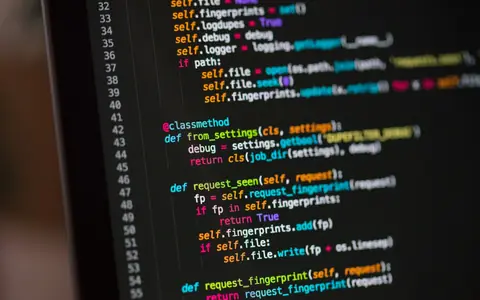 self.file = None
32 self.fingerprints = set()
33 self.logdupes = True
34 self.debug = debug
35 self.logger = logging.getLogger(__name__)
36 if path:
37 self.file = open(os.path.join(path, 'requests.seen')
38 self.file.seek(0)
39 self.fingerprints.update(x.rstrip() for x in self.file
40
41 @classmethod
42 def from_settings(cls, settings):
43 debug = settings.getbool('DUPEFILTER_DEBUG')
44 return cls(job_dir(settings), debug)
45
46 def request_seen(self, request):
47 fp = self.request_fingerprint(request)
48 if fp in self.fingerprints:
49 return True
50 self.fingerprints.add(fp)
51 if self.file:
52 self.file.write(fp + os.linesep)
53
54 def request_fingerprint(self, request):
55 return request_fingerprint(request)